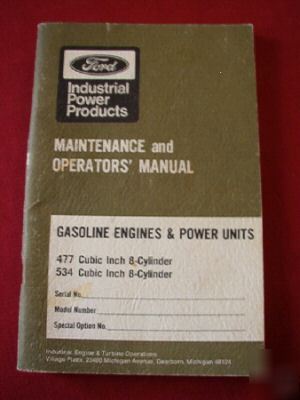 Ford
Industrial
Power
Products
MAINTENANCE and
OPERATORS' MANUAL
GASOLINE ENGINES & POWER UNITS
477 Cubic Inch 8-Cylinder
534 Cubic Inch 8-Cylinder
Serial No.
Model Number
Special Option No.
Industrial Engine & Turbine Operations
Village Plaza, 23400 Michigan Avenue, Dearborn, Michigan 48124